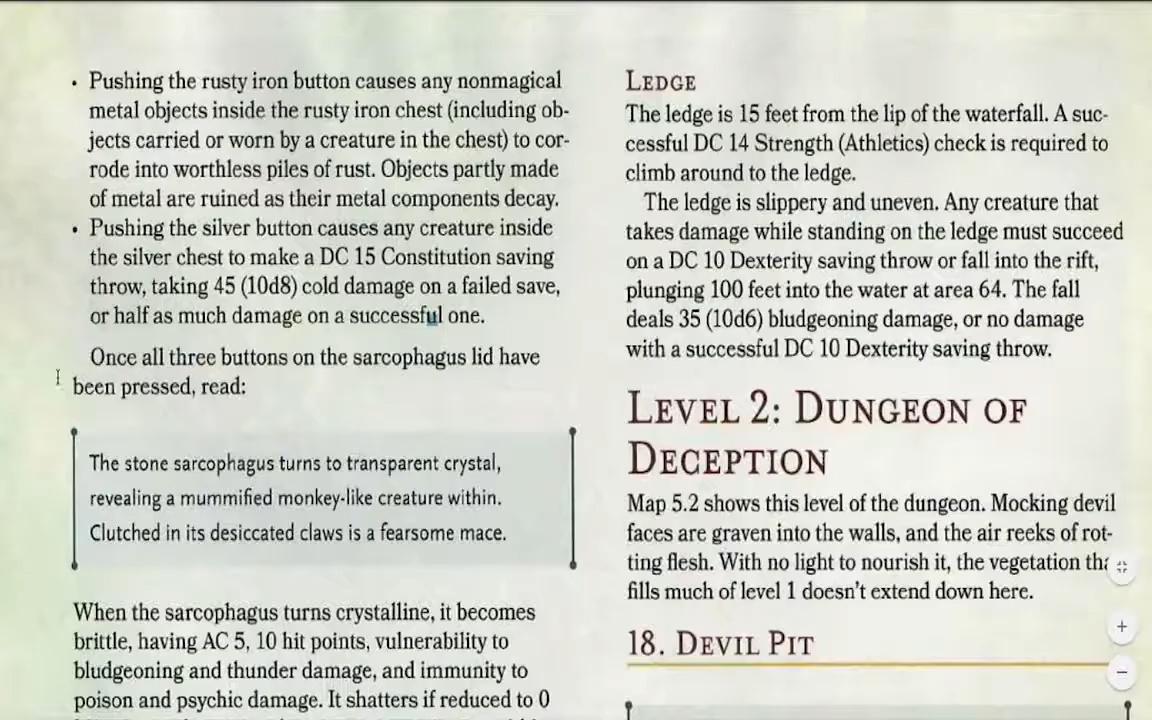 • Pushing the rusty iron button causes any nonmagical
metal objects inside the rusty iron chest (including ob-
jects carried or worn by a creature in the chest) to cor-
rode into worthless piles of rust. Objects partly made
of metal are ruined as their metal components decay.
• Pushing the silver button causes any creature inside
the silver chest to make a DC 15 Constitution saving
throw, taking 45 (10d8) cold damage on a failed save,
or half as much damage on a successful one.
Once all three buttons on the sarcophagus lid have
been pressed, read:
The stone sarcophagus turns to transparent crystal,
revealing a mummified monkey-like creature within.
Clutched in its desiccated claws is a fearsome mace.
When the sarcophagus turns crystalline, it becomes
brittle, having AC 5, 10 hit points, vulnerability to
bludgeoning and thunder damage, and immunity to
poison and psychic damage. It shatters if reduced to 0
Ledge
The ledge is 15 feet from the lip of the waterfall. A suc-
cessful DC 14 Strength (Athletics) check is required to
climb around to the ledge.
The ledge is slippery and uneven. Any creature that
takes damage while standing on the ledge must succeed
on a DC 10 Dexterity saving throw or fall into the rift,
plunging 100 feet into the water at area 64. The fall
deals 35 (10d6) bludgeoning damage, or no damage
with a successful DC 10 Dexterity saving throw.
Level 2: Dungeon of
Deception
Map 5.2 shows this level of the dungeon. Mocking devil
faces are graven into the walls, and the air reeks of rot-
ting flesh. With no light to nourish it, the vegetation
fills much of level 1 doesn't extend down here.
18. Devil Pit